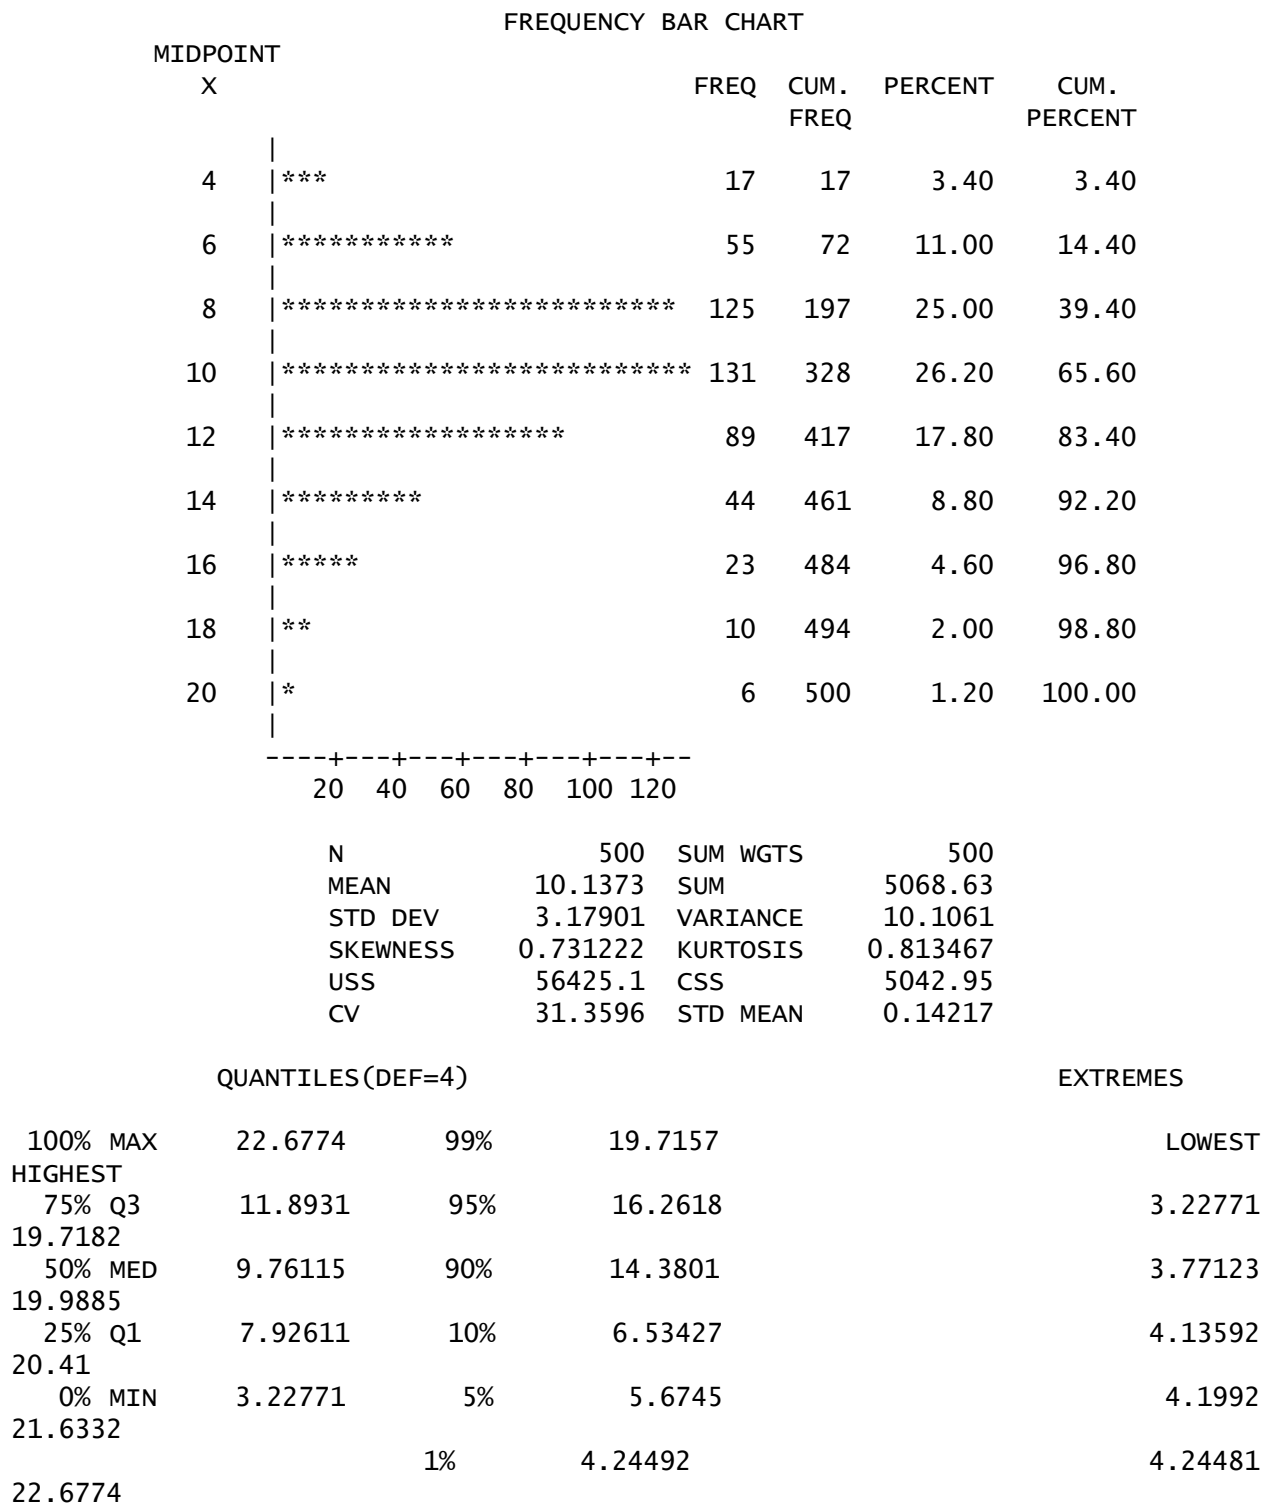 FREQUENCY BAR CHART
MIDPOINT
X FREQ CUM. PERCENT CUM.
FREQ PERCENT
|
4 |*** 17 17 3.40 3.40
|
6 |*********** 55 72 11.00 14.40
|
8 |************************* 125 197 25.00 39.40
|
10 |************************** 131 328 26.20 65.60
|
12 |****************** 89 417 17.80 83.40
|
14 |********* 44 461 8.80 92.20
|
16 |***** 23 484 4.60 96.80
|
18 |** 10 494 2.00 98.80
|
20 |* 6 500 1.20 100.00
|
----+---+---+---+---+---+--
20 40 60 80 100 120
N 500 SUM WGTS 500
MEAN 10.1373 SUM 5068.63
STD DEV 3.17901 VARIANCE 10.1061
SKEWNESS 0.731222 KURTOSIS 0.813467
USS 56425.1 CSS 5042.95
CV 31.3596 STD MEAN 0.14217
QUANTILES(DEF=4) EXTREMES
100% MAX 22.6774 99% 19.7157 LOWEST
HIGHEST
75% Q3 11.8931 95% 16.2618 3.22771
19.7182
50% MED 9.76115 90% 14.3801 3.77123
19.9885
25% Q1 7.92611 10% 6.53427 4.13592
20.41
0% MIN 3.22771 5% 5.6745 4.1992
21.6332
1% 4.24492 4.24481
22.6774